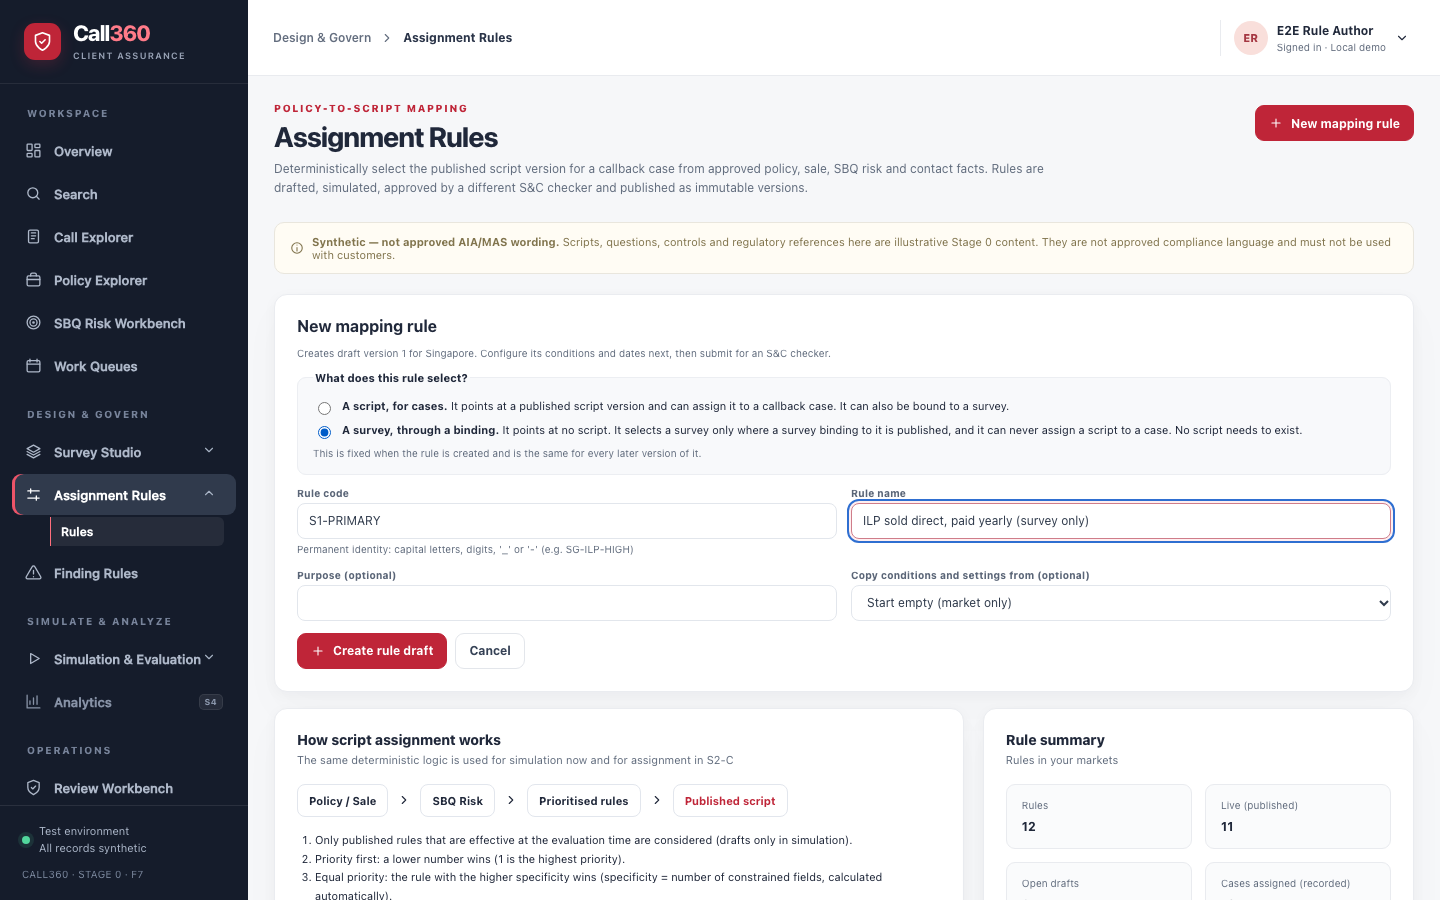 Call360
CLIENT ASSURANCE
WORKSPACE
Overview
Search
Call Explorer
Policy Explorer
SBQ Risk Workbench
Work Queues
DESIGN & GOVERN
Survey Studio
Assignment Rules
Rules
Finding Rules
SIMULATE & ANALYZE
Simulation & Evaluation
Analytics
S4
OPERATIONS
Review Workbench
Test environment
All records synthetic
CALL360 · STAGE 0 · F7
Design & Govern
Assignment Rules
ER
E2E Rule Author
Signed in · Local demo
POLICY-TO-SCRIPT MAPPING
Assignment Rules
Deterministically select the published script version for a callback case from approved policy, sale, SBQ risk and contact facts. Rules are
drafted, simulated, approved by a different S&C checker and published as immutable versions.
New mapping rule
Synthetic — not approved AIA/MAS wording. Scripts, questions, controls and regulatory references here are illustrative Stage 0 content. They are not approved compliance language and must not be used
with customers.
New mapping rule
Creates draft version 1 for Singapore. Configure its conditions and dates next, then submit for an S&C checker.
What does this rule select?
A script, for cases. It points at a published script version and can assign it to a callback case. It can also be bound to a survey.
A survey, through a binding. It points at no script. It selects a survey only where a survey binding to it is published, and it can never assign a script to a case. No script needs to exist.
This is fixed when the rule is created and is the same for every later version of it.
Rule code
S1-PRIMARY
Permanent identity: capital letters, digits, '_' or '-' (e.g. SG-ILP-HIGH)
Rule name
ILP sold direct, paid yearly (survey only)
Purpose (optional)
Copy conditions and settings from (optional)
Start empty (market only)
Create rule draft
Cancel
How script assignment works
The same deterministic logic is used for simulation now and for assignment in S2-C
Policy / Sale
SBQ Risk
Prioritised rules
Published script
1. Only published rules that are effective at the evaluation time are considered (drafts only in simulation).
2. Priority first: a lower number wins (1 is the highest priority).
3. Equal priority: the rule with the higher specificity wins (specificity = number of constrained fields, calculated
automatically).
Rule summary
Rules in your markets
Rules
12
Live (published)
11
Open drafts
Cases assigned (recorded)